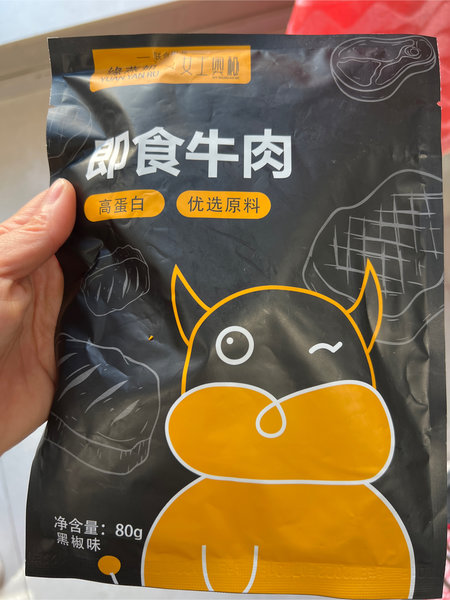 即食牛肉
高蛋白 优选原料
净含量：80g
黑椒味